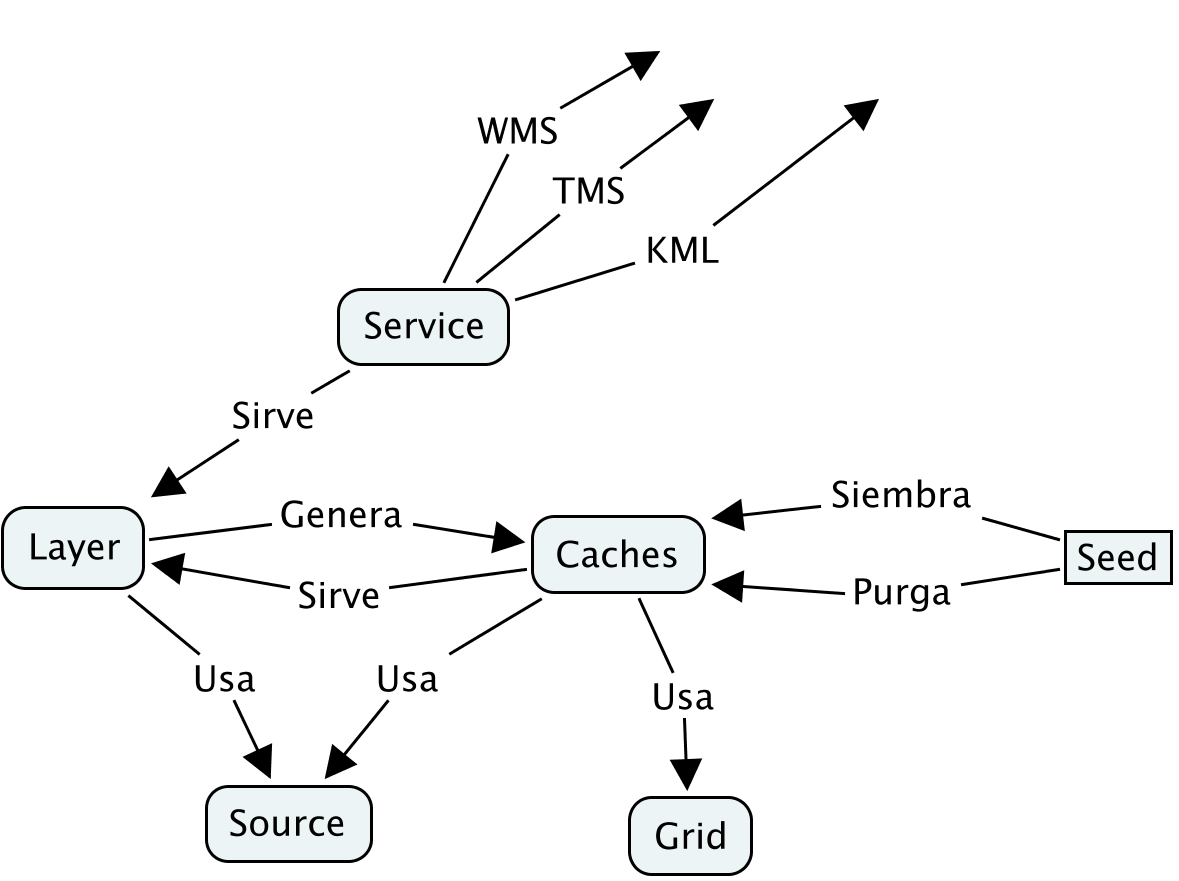 WMS
TMS
KML
Service
Sirve
Siembra
Genera
Layer
Caches
Seed
Sirve
Purga
Usa
Usa
Usa
Source
Grid